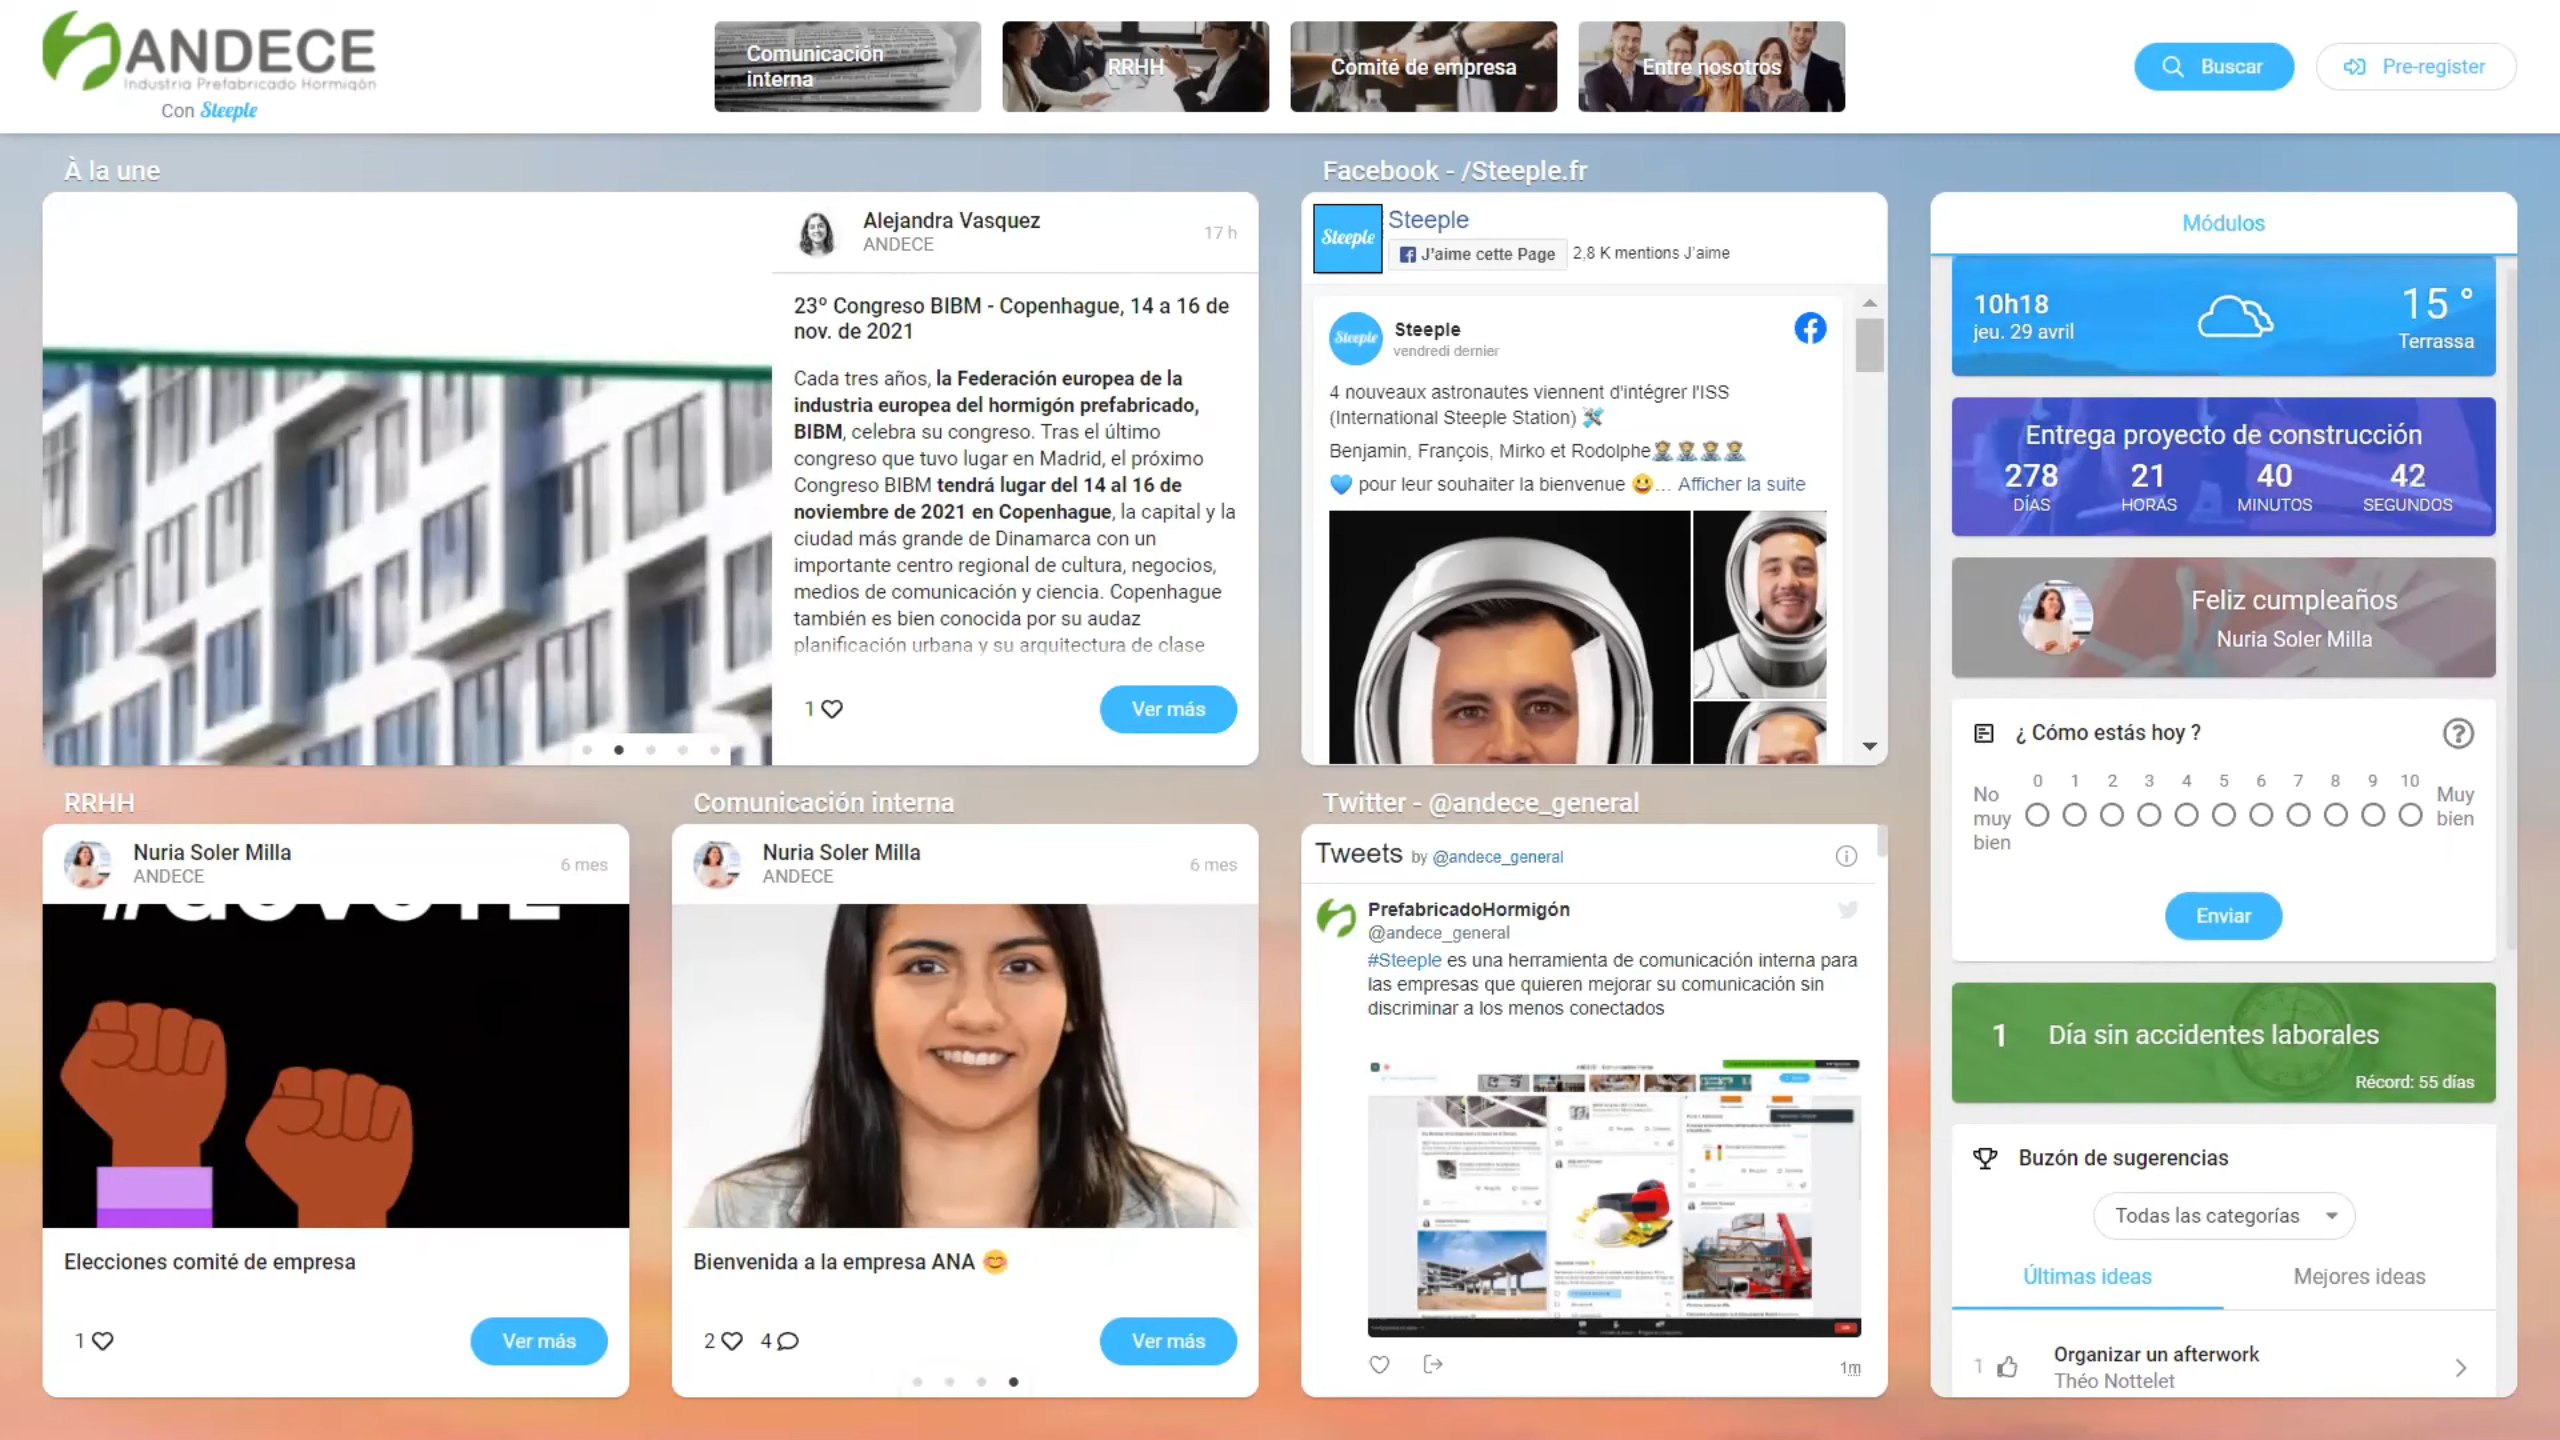 ANDECE
Industria Prefabricado Hormigón
Con Steeple
Comunicación
interna
RRHH
Comité de empresa
Entre nosotros
Buscar
Pre-register
À la une
Alejandra Vasquez
ANDECE
17 h
23º Congreso BIBM - Copenhague, 14 a 16 de
nov. de 2021
Cada tres años, la Federación europea de la
industria europea del hormigón prefabricado,
BIBM, celebra su congreso. Tras el último
congreso que tuvo lugar en Madrid, el próximo
Congreso BIBM tendrá lugar del 14 al 16 de
noviembre de 2021 en Copenhague, la capital y la
ciudad más grande de Dinamarca con un
importante centro regional de cultura, negocios,
medios de comunicación y ciencia. Copenhague
también es bien conocida por su audaz
planificación urbana y su arquitectura de clase
1
Ver más
Facebook - /Steeple.fr
Steeple
Steeple
J'aime cette Page
2,8 K mentions J'aime
Steeple
Steeple
vendredi dernier
4 nouveaux astronautes viennent d'intégrer l'ISS
(International Steeple Station) 🛰️
Benjamin, François, Mirko et Rodolphe👨‍🚀👨‍🚀👨‍🚀👨‍🚀
💙 pour leur souhaiter la bienvenue 😃... Afficher la suite
Módulos
10h18
jeu. 29 avril
15 °
Terrassa
Entrega proyecto de construcción
278 21 40 42
DÍAS HORAS MINUTOS SEGUNDOS
Feliz cumpleaños
Nuria Soler Milla
¿ Cómo estás hoy ?
No
muy
bien
0 1 2 3 4 5 6 7 8 9 10
Muy
bien
Enviar
1 Día sin accidentes laborales
Récord: 55 días
Buzón de sugerencias
Todas las categorías
Últimas ideas
Mejores ideas
1
Organizar un afterwork
Théo Nottelet
RRHH
Nuria Soler Milla
ANDECE
6 mes
Elecciones comité de empresa
1
Ver más
Comunicación interna
Nuria Soler Milla
ANDECE
6 mes
Bienvenida a la empresa ANA 😊
2 4
Ver más
Twitter - @andece_general
Tweets by @andece_general
PrefabricadoHormigón
@andece_general
#Steeple es una herramienta de comunicación interna para
las empresas que quieren mejorar su comunicación sin
discriminar a los menos conectados
1m